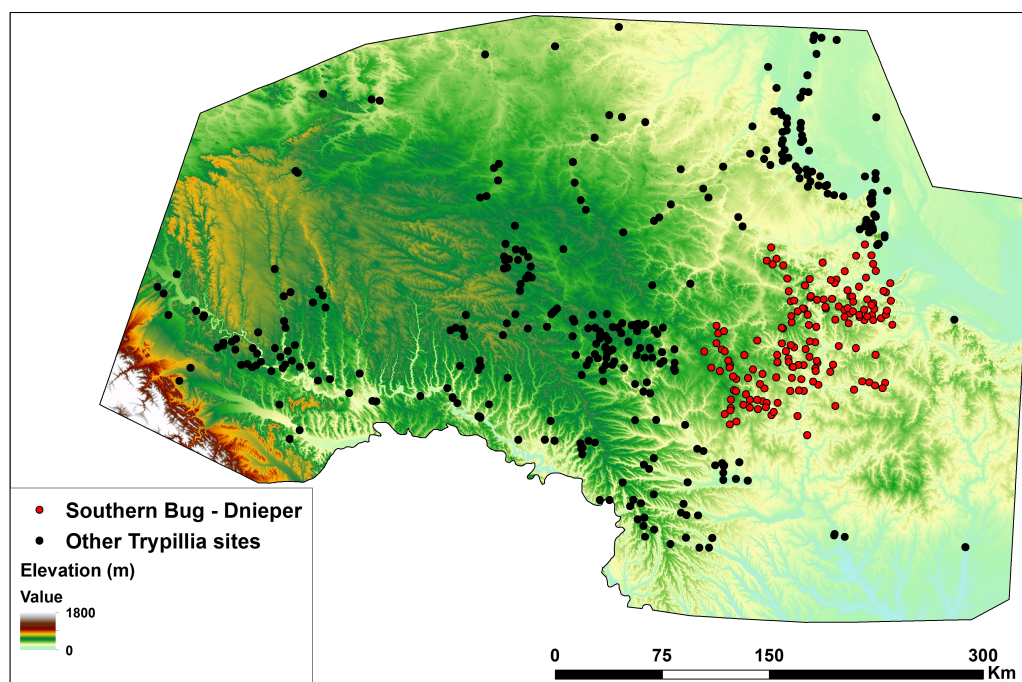 Southern Bug - Dnieper
Other Trypillia sites
Elevation (m)
Value
1800
0
0 75 150 300
Km